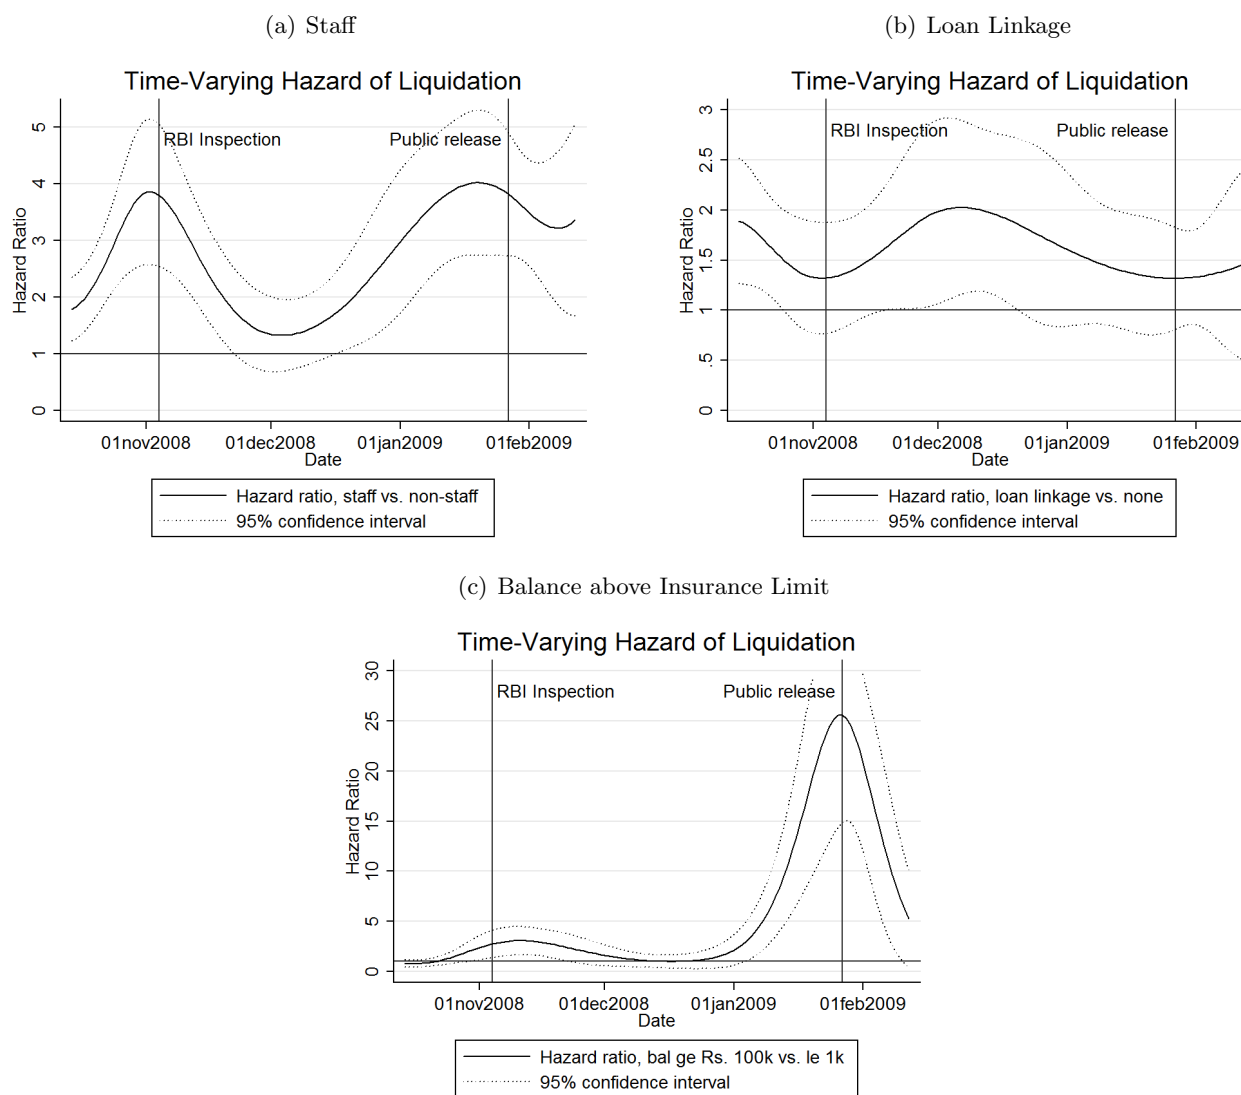 (a) Staff
Time-Varying Hazard of Liquidation
RBI Inspection
Public release
Hazard Ratio
0
1
2
3
4
5
01nov2008 01dec2008 01jan2009 01feb2009
Date
Hazard ratio, staff vs. non-staff
95% confidence interval
(b) Loan Linkage
Time-Varying Hazard of Liquidation
RBI Inspection
Public release
Hazard Ratio
0
.5
1
1.5
2
2.5
3
01nov2008 01dec2008 01jan2009 01feb2009
Date
Hazard ratio, loan linkage vs. none
95% confidence interval
(c) Balance above Insurance Limit
Time-Varying Hazard of Liquidation
RBI Inspection
Public release
Hazard Ratio
0
5
10
15
20
25
30
01nov2008 01dec2008 01jan2009 01feb2009
Date
Hazard ratio, bal ge Rs. 100k vs. le 1k
95% confidence interval